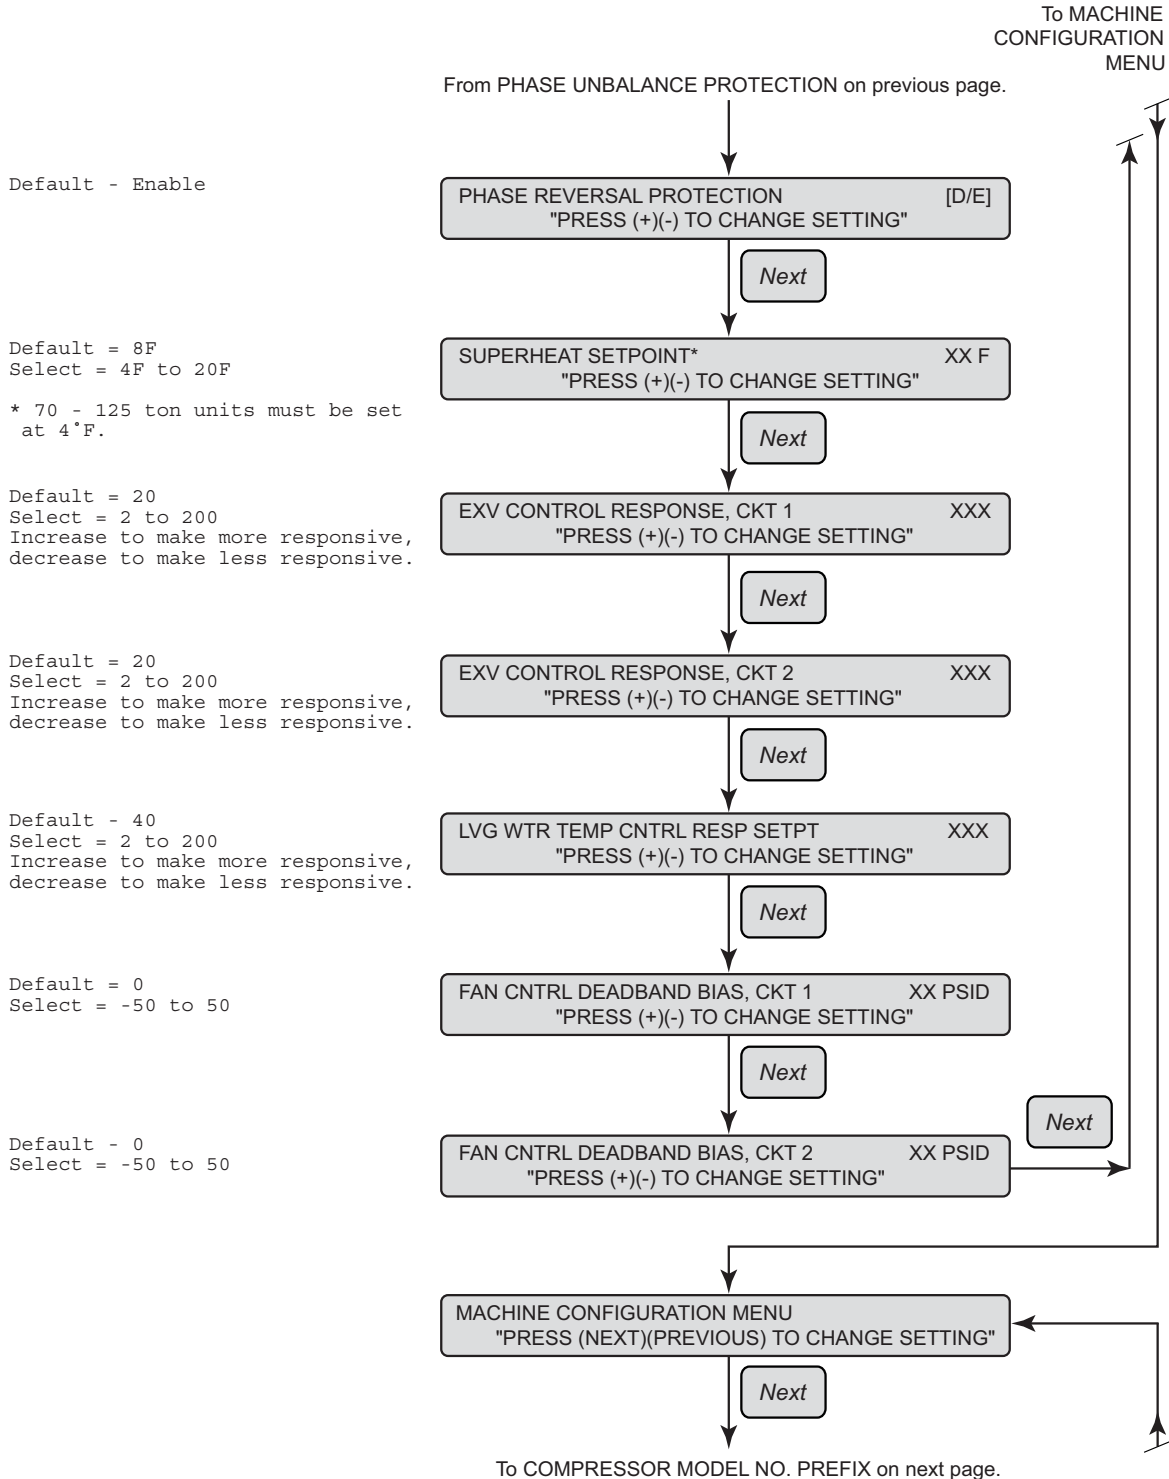 To MACHINE
CONFIGURATION
MENU
From PHASE UNBALANCE PROTECTION on previous page.
Default - Enable
PHASE REVERSAL PROTECTION [D/E]
"PRESS (+)(-) TO CHANGE SETTING"
Next
Default = 8F
Select = 4F to 20F
* 70 - 125 ton units must be set
at 4˚F.
SUPERHEAT SETPOINT* XX F
"PRESS (+)(-) TO CHANGE SETTING"
Next
Default = 20
Select = 2 to 200
Increase to make more responsive,
decrease to make less responsive.
EXV CONTROL RESPONSE, CKT 1 XXX
"PRESS (+)(-) TO CHANGE SETTING"
Next
Default = 20
Select = 2 to 200
Increase to make more responsive,
decrease to make less responsive.
EXV CONTROL RESPONSE, CKT 2 XXX
"PRESS (+)(-) TO CHANGE SETTING"
Next
Default - 40
Select = 2 to 200
Increase to make more responsive,
decrease to make less responsive.
LVG WTR TEMP CNTRL RESP SETPT XXX
"PRESS (+)(-) TO CHANGE SETTING"
Next
Default = 0
Select = -50 to 50
FAN CNTRL DEADBAND BIAS, CKT 1 XX PSID
"PRESS (+)(-) TO CHANGE SETTING"
Next
Default - 0
Select = -50 to 50
FAN CNTRL DEADBAND BIAS, CKT 2 XX PSID
"PRESS (+)(-) TO CHANGE SETTING"
Next
MACHINE CONFIGURATION MENU
"PRESS (NEXT)(PREVIOUS) TO CHANGE SETTING"
Next
To COMPRESSOR MODEL NO. PREFIX on next page.